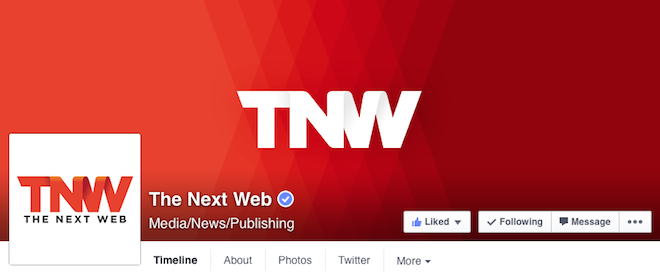 TNW
TNW
THE NEXT WEB
The Next Web
Media/News/Publishing
Liked
Following
Message
Timeline
About
Photos
Twitter
More